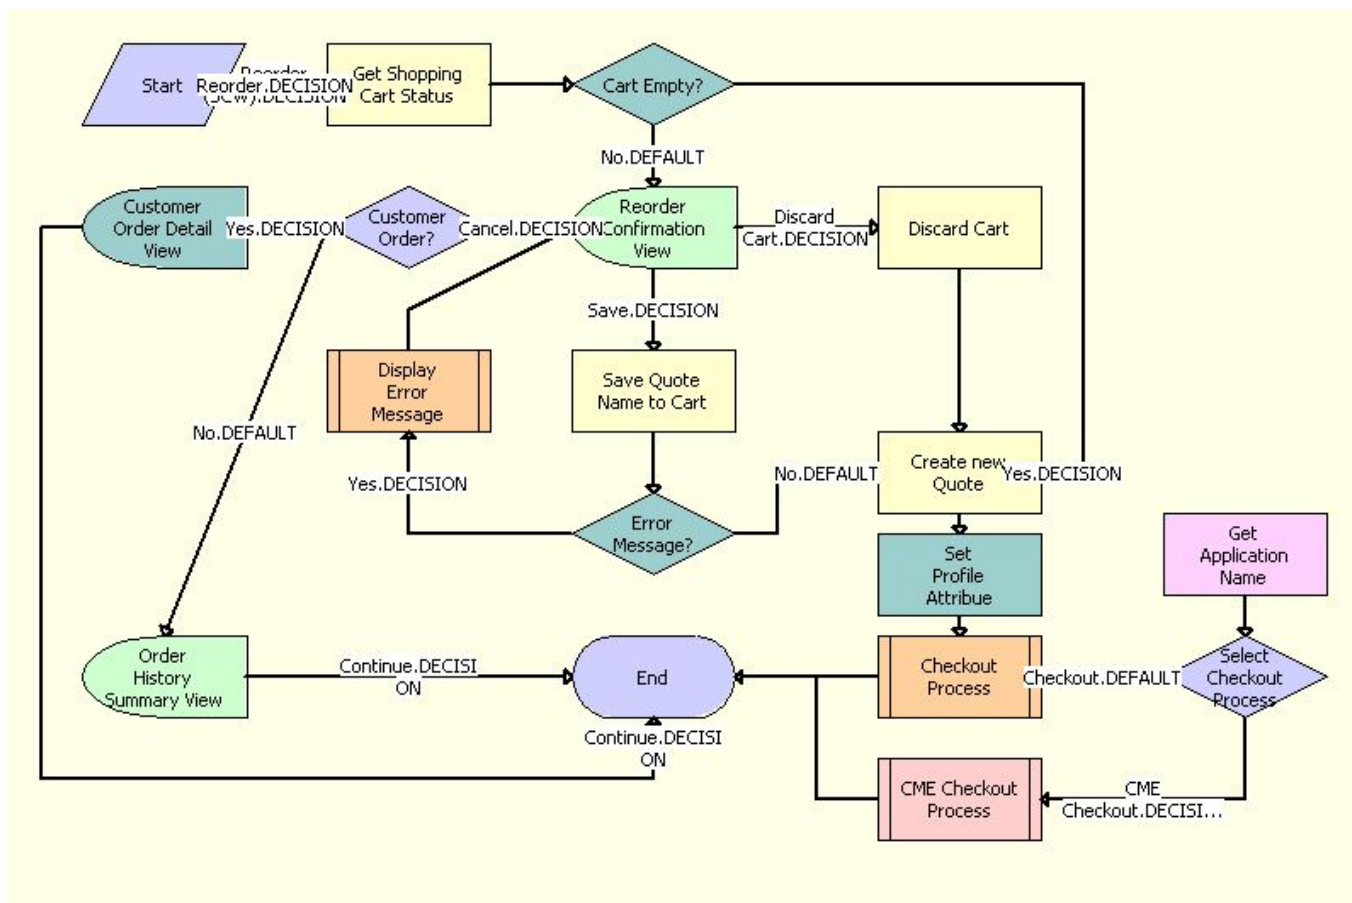 Start
Reorder
Reorder.DECISION
(SCW).DECISION
Get Shopping
Cart Status
Cart Empty?
No.DEFAULT
Customer
Order Detail
View
Yes.DECISION
Customer
Order?
Cancel.DECISION
Reorder
Confirmation
View
Discard
Cart.DECISION
Discard Cart
Save.DECISION
Display
Error
Message
Save Quote
Name to Cart
No.DEFAULT
Yes.DECISION
No.DEFAULT
Create new
Quote
Yes.DECISION
Error
Message?
Set
Profile
Attribue
Get
Application
Name
Order
History
Summary View
Continue.DECISI
ON
End
Checkout
Process
Checkout.DEFAULT
Select
Checkout
Process
Continue.DECISI
ON
CME Checkout
Process
CME
Checkout.DECISI...